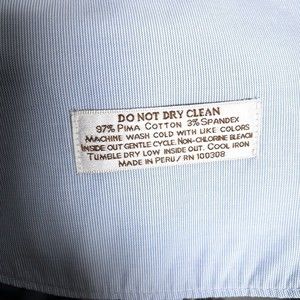 DO NOT DRY CLEAN
97% PIMA COTTON 3% SPANDEX
MACHINE WASH COLD WITH LIKE COLORS
INSIDE OUT GENTLE CYCLE. NON-CHLORINE BLEACH
TUMBLE DRY LOW INSIDE OUT. COOL IRON
MADE IN PERU/ RN 100308